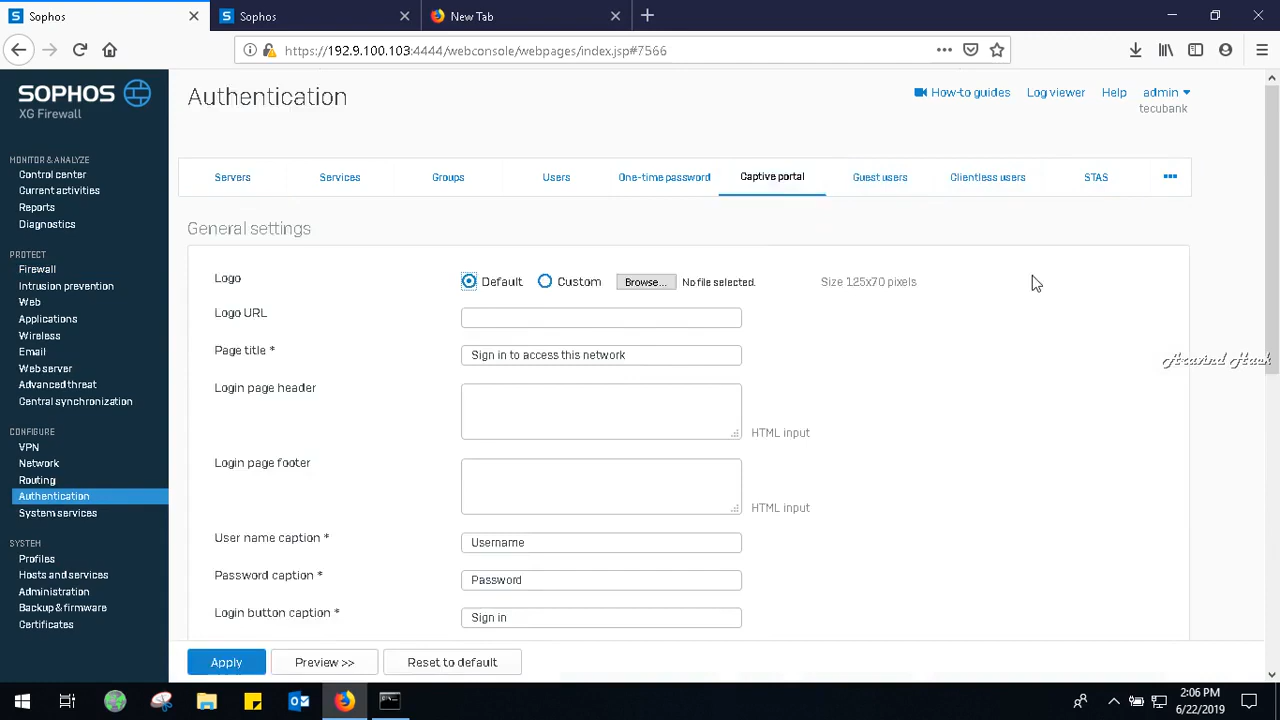 Sophos
Sophos
New Tab
https://192.9.100.103:4444/webconsole/webpages/index.jsp#7566
SOPHOS
XG Firewall
Authentication
How-to guides
Log viewer
Help
admin
tecubank
MONITOR & ANALYZE
Control center
Current activities
Reports
Diagnostics
PROTECT
Firewall
Intrusion prevention
Web
Applications
Wireless
Email
Web server
Advanced threat
Central synchronization
CONFIGURE
VPN
Network
Routing
Authentication
System services
SYSTEM
Profiles
Hosts and services
Administration
Backup & firmware
Certificates
Servers
Services
Groups
Users
One-time password
Captive portal
Guest users
Clientless users
STAS
General settings
Logo
Default
Custom
Browse...
No file selected.
Size 125x70 pixels
Logo URL
Page title *
Sign in to access this network
Login page header
HTML input
Login page footer
HTML input
User name caption *
Username
Password caption *
Password
Login button caption *
Sign in
Apply
Preview >>
Reset to default
Aravind Hack
2:06 PM
6/22/2019